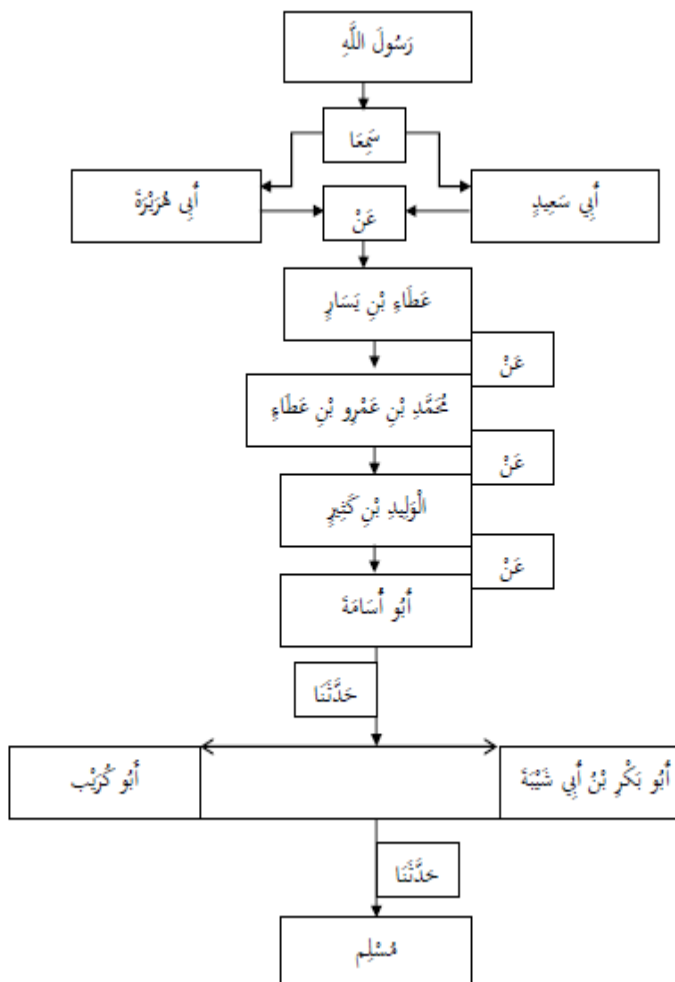 رَسُولَ اللَّهِ
سَمِعَا
أَبِي سَعِيدٍ
أَبِى هُرَيْرَةَ
عَنْ
عَطَاءِ بْنِ يَسَارٍ
عَنْ
مُحَمَّدِ بْنِ عَمْرِو بْنِ عَطَاءٍ
عَنْ
الْوَلِيدِ بْنِ كَثِيرٍ
عَنْ
أَبُو أُسَامَةَ
حَدَّثَنَا
أَبُو بَكْرِ بْنُ أَبِي شَيْبَةَ
أَبُو كُرَيْب
حَدَّثَنَا
مُسْلِم